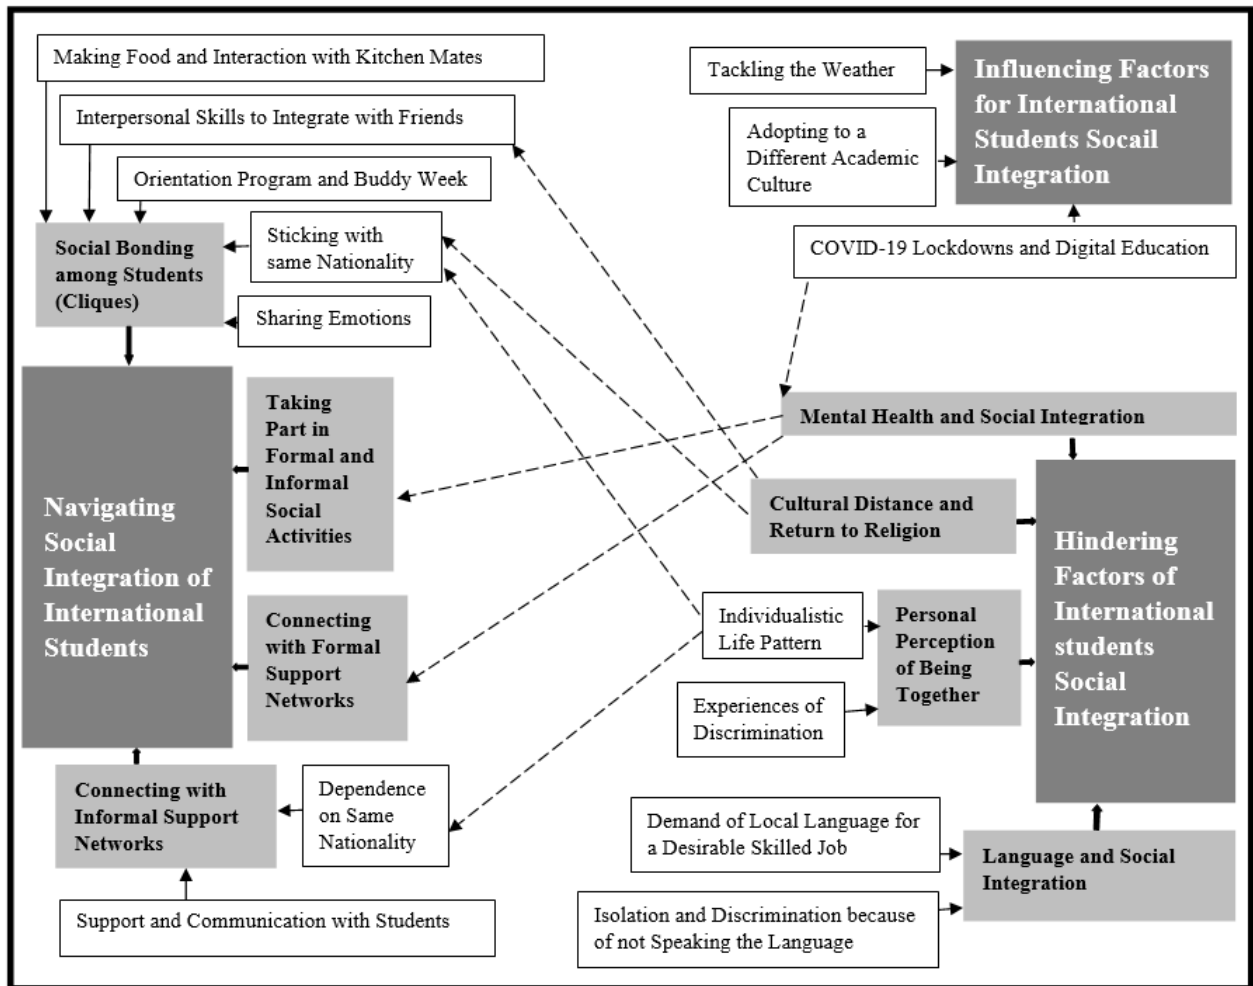 Making Food and Interaction with Kitchen Mates
Interpersonal Skills to Integrate with Friends
Orientation Program and Buddy Week
Social Bonding
among Students
(Cliques)
Sticking with
same Nationality
Sharing Emotions
Navigating
Social
Integration of
International
Students
Taking
Part in
Formal and
Informal
Social
Activities
Connecting
with Formal
Support
Networks
Connecting with
Informal Support
Networks
Dependence
on Same
Nationality
Support and Communication with Students
Tackling the Weather
Adopting to a
Different Academic
Culture
Influencing Factors
for International
Students Socail
Integration
COVID-19 Lockdowns and Digital Education
Mental Health and Social Integration
Cultural Distance and
Return to Religion
Individualistic
Life Pattern
Experiences of
Discrimination
Personal
Perception
of Being
Together
Hindering
Factors of
International
students
Social
Integration
Demand of Local Language for
a Desirable Skilled Job
Isolation and Discrimination because
of not Speaking the Language
Language and Social
Integration